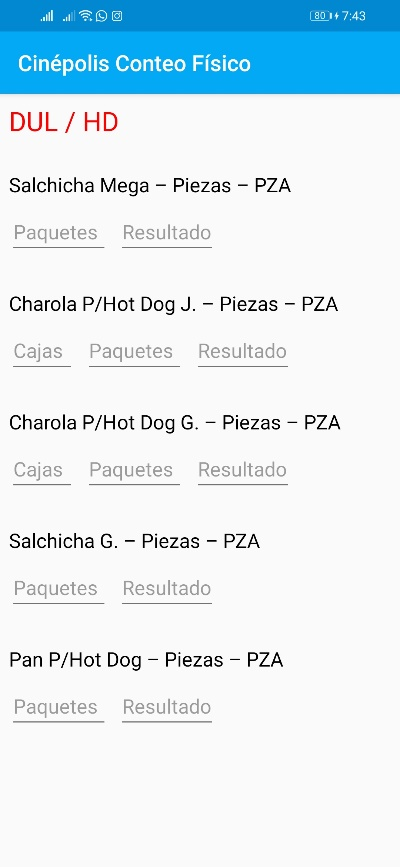 80 7:43
Cinépolis Conteo Físico
DUL / HD
Salchicha Mega – Piezas – PZA
Paquetes Resultado
Charola P/Hot Dog J. – Piezas – PZA
Cajas Paquetes Resultado
Charola P/Hot Dog G. – Piezas – PZA
Cajas Paquetes Resultado
Salchicha G. – Piezas – PZA
Paquetes Resultado
Pan P/Hot Dog – Piezas – PZA
Paquetes Resultado